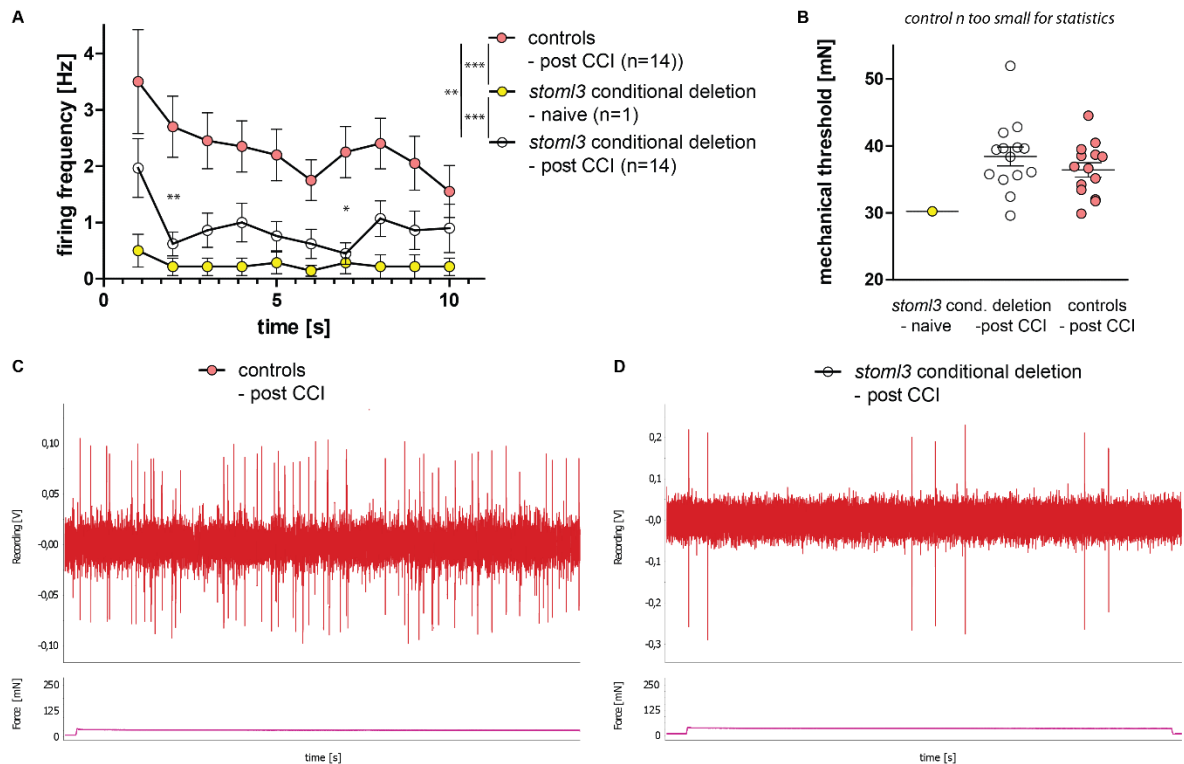 A
firing frequency [Hz]
4
3
2
1
0
0
5
10
time [s]
**
*
***
**
***
controls
- post CCI (n=14))
stoml3 conditional deletion
- naive (n=1)
stoml3 conditional deletion
- post CCI (n=14)
B
control n too small for statistics
mechanical threshold [mN]
50
40
30
20
stoml3 cond. deletion
- naive
-post CCI
controls
- post CCI
C
controls
- post CCI
Recording [V]
0,10
0,05
-0,00
-0,05
-0,10
Force [mN]
250
125
0
time [s]
D
stoml3 conditional deletion
- post CCI
Recording [V]
0,2
0,1
-0,0
-0,1
-0,2
-0,3
Force [mN]
250
125
0
time [s]